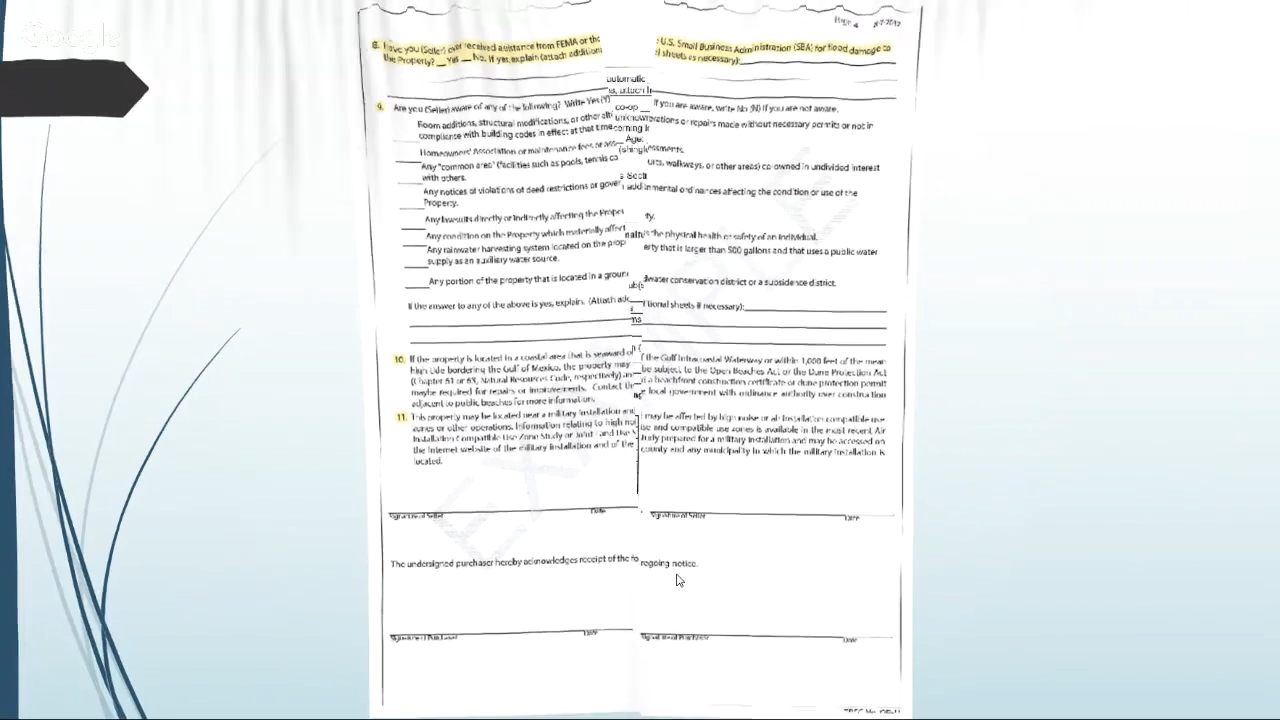 Page 4
8. Have you (Seller) ever received assistance from FEMA or the U.S. Small Business Administration (SBA) for flood damage to
the Property? __ Yes __ No. If yes, explain (attach additional sheets as necessary):
9. Are you (Seller) aware of any of the following? Write Yes (Y) if you are aware, write No (N) if you are not aware.
Room additions, structural modifications, or other alterations or repairs made without necessary permits or not in
compliance with building codes in effect at that time.
Homeowners' Association or maintenance fees or assessments.
Any "common area" (facilities such as pools, tennis courts, walkways, or other areas) co-owned in undivided interest
with others.
Any notices of violations of deed restrictions or governmental ordinances affecting the condition or use of the
Property.
Any lawsuits directly or indirectly affecting the Property.
Any condition on the Property which materially affects the physical health or safety of an individual.
Any rainwater harvesting system located on the property that is larger than 500 gallons and that uses a public water
supply as an auxiliary water source.
Any portion of the property that is located in a groundwater conservation district or a subsidence district.
If the answer to any of the above is yes, explain. (Attach additional sheets if necessary):
10. If the property is located in a coastal area that is seaward of the Gulf Intracoastal Waterway or within 1,000 feet of the mean
high tide bordering the Gulf of Mexico, the property may be subject to the Open Beaches Act or the Dune Protection Act
(Chapter 61 or 63, Natural Resources Code, respectively) and a beachfront construction certificate or dune protection permit
maybe required for repairs or improvements. Contact the local government with ordinance authority over construction
adjacent to public beaches for more information.
11. This property may be located near a military installation and may be affected by high noise or air installation compatible use
zones or other operations. Information relating to high noise and compatible use zones is available in the most recent Air
Installation Compatible Use Zone Study or Joint Land Use Study prepared for a military installation and may be accessed on
the Internet website of the military installation and of the county and any municipality in which the military installation is
located.
Signature of Seller Date Signature of Seller Date
The undersigned purchaser hereby acknowledges receipt of the foregoing notice.
Signature of Purchaser Date Signature of Purchaser Date